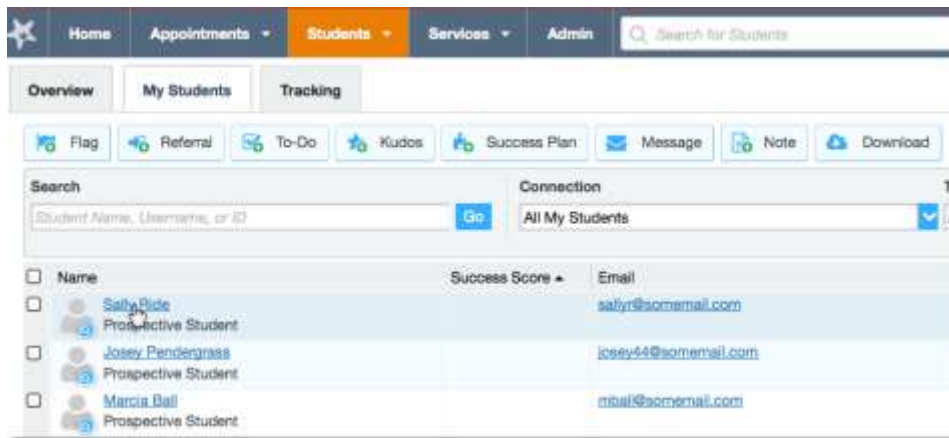 Home Appointments Students Services Admin Search for Students
Overview My Students Tracking
Flag Referral To-Do Kudos Success Plan Message Note Download
Search Connection
Student Name, Username, or ID Go All My Students
Name Success Score Email
Sally Ride sallyr@somemail.com
Prospective Student
Josey Pendergrass josey44@somemail.com
Prospective Student
Marcia Ball mball@somemail.com
Prospective Student